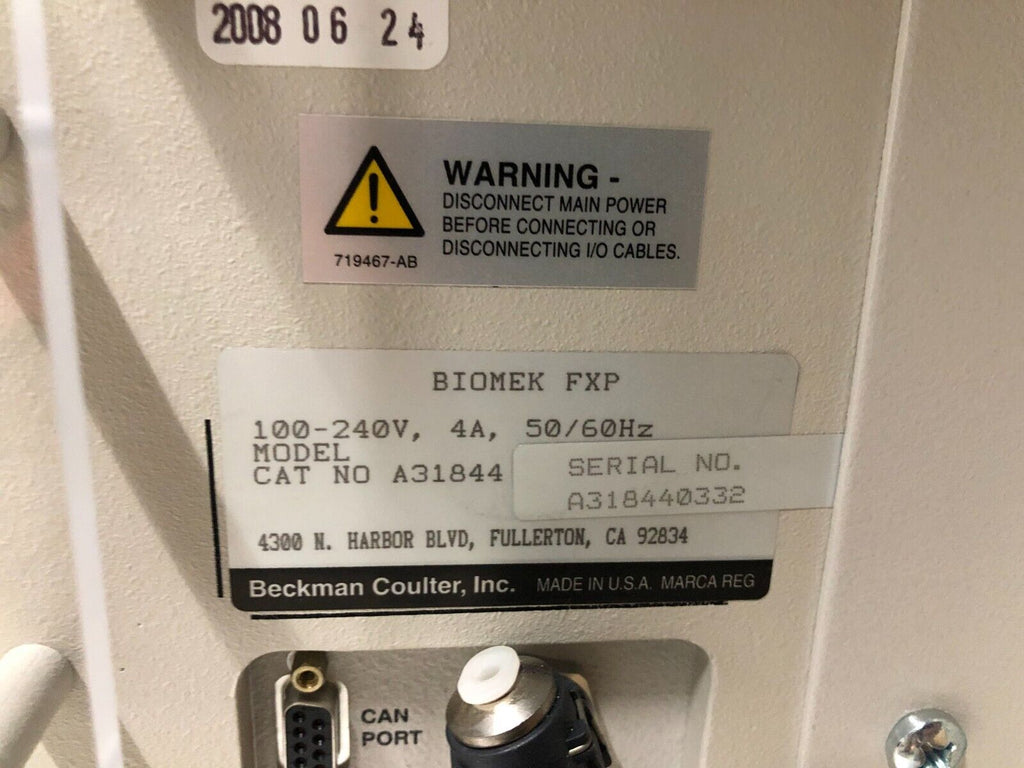 2008 06 24
WARNING -
DISCONNECT MAIN POWER
BEFORE CONNECTING OR
DISCONNECTING I/O CABLES.
719467-AB
BIOMEK FXP
100-240V, 4A, 50/60Hz
MODEL
CAT NO A31844
SERIAL NO.
A318440332
4300 N. HARBOR BLVD, FULLERTON, CA 92834
Beckman Coulter, Inc. MADE IN U.S.A. MARCA REG
CAN
PORT